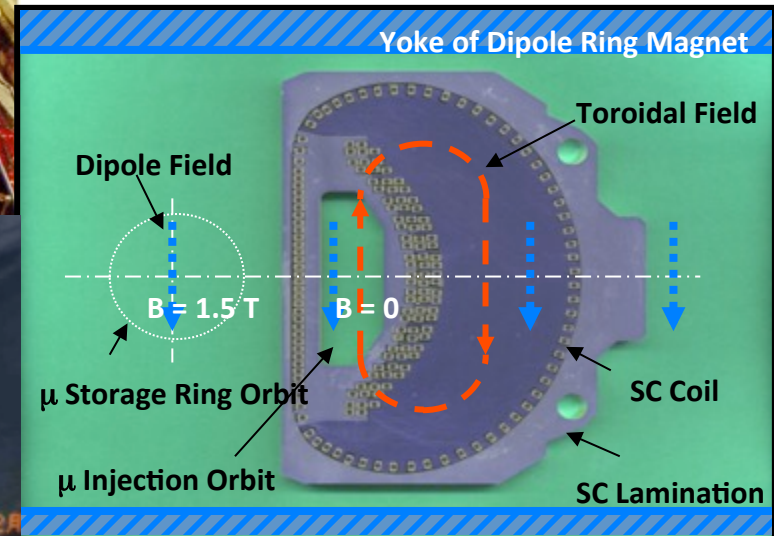 Yoke of Dipole Ring Magnet
Toroidal Field
Dipole Field
B = 1.5 T
B = 0
μ Storage Ring Orbit
SC Coil
μ Injection Orbit
SC Lamination